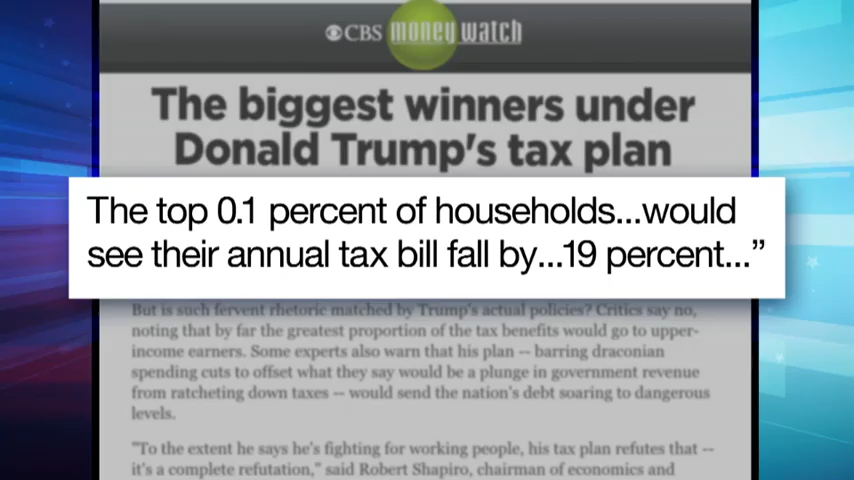 CBS money watch
The biggest winners under
Donald Trump's tax plan
The top 0.1 percent of households...would
see their annual tax bill fall by...19 percent...”
But is such fervent rhetoric matched by Trump's actual policies? Critics say no,
noting that by far the greatest proportion of the tax benefits would go to upper-
income earners. Some experts also warn that his plan -- barring draconian
spending cuts to offset what they say would be a plunge in government revenue
from ratcheting down taxes -- would send the nation's debt soaring to dangerous
levels.
"To the extent he says he's fighting for working people, his tax plan refutes that --
it's a complete refutation," said Robert Shapiro, chairman of economics and